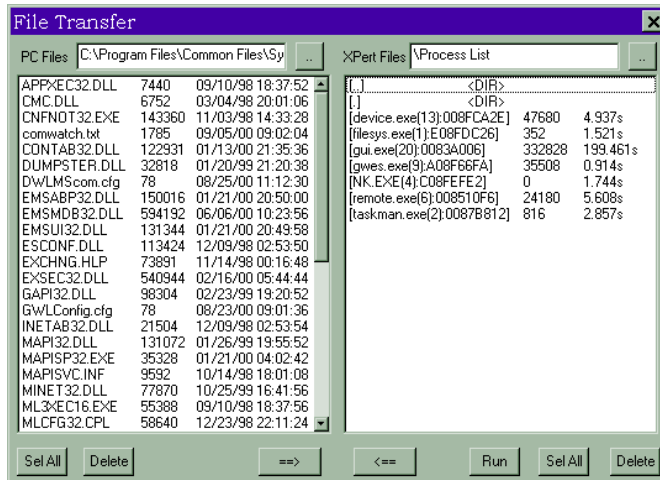 File Transfer
PC Files C:\Program Files\Common Files\Sy ..
XPert Files \Process List ..
APPXEC32.DLL 7440 09/10/98 18:37:52
CMC.DLL 6752 03/04/98 20:01:06
CNFNOT32.EXE 143360 11/03/98 14:33:28
comwatch.txt 1785 09/05/00 09:02:04
CONTAB32.DLL 122931 01/13/00 21:35:36
DUMPSTER.DLL 32818 01/20/99 21:20:38
DWLMScom.cfg 78 08/25/00 11:12:30
EMSABP32.DLL 150016 01/21/00 20:50:00
EMSMDB32.DLL 594192 06/06/00 10:23:56
EMSUI32.DLL 131344 01/21/00 20:49:58
ESCONF.DLL 113424 12/09/98 02:53:50
EXCHNG.HLP 73891 11/14/98 00:16:48
EXSEC32.DLL 540944 02/16/00 05:44:44
GAPI32.DLL 98304 02/23/99 19:20:52
GWLConfig.cfg 78 08/23/00 09:01:36
INETAB32.DLL 21504 12/09/98 02:53:54
MAPI32.DLL 131072 01/26/99 19:55:52
MAPISP32.EXE 35328 01/21/00 04:02:42
MAPISVC.INF 9592 10/14/98 18:01:08
MINET32.DLL 77870 10/25/99 16:41:56
ML3XEC16.EXE 55388 09/10/98 18:37:56
MLCFG32.CPL 58640 12/23/98 22:11:24
[..] <DIR>
[.] <DIR>
[device.exe(13):008FCA2E] 47680 4.937s
[filesys.exe(1):E08FDC26] 352 1.521s
[gui.exe(20):0083A006] 332828 199.461s
[gwes.exe(9):A08F66FA] 35508 0.914s
[NK.EXE(4):C08FEFE2] 0 1.744s
[remote.exe(6):008510F6] 24180 5.608s
[taskman.exe(2):0087B812] 816 2.857s
Sel All Delete ==> <== Run Sel All Delete